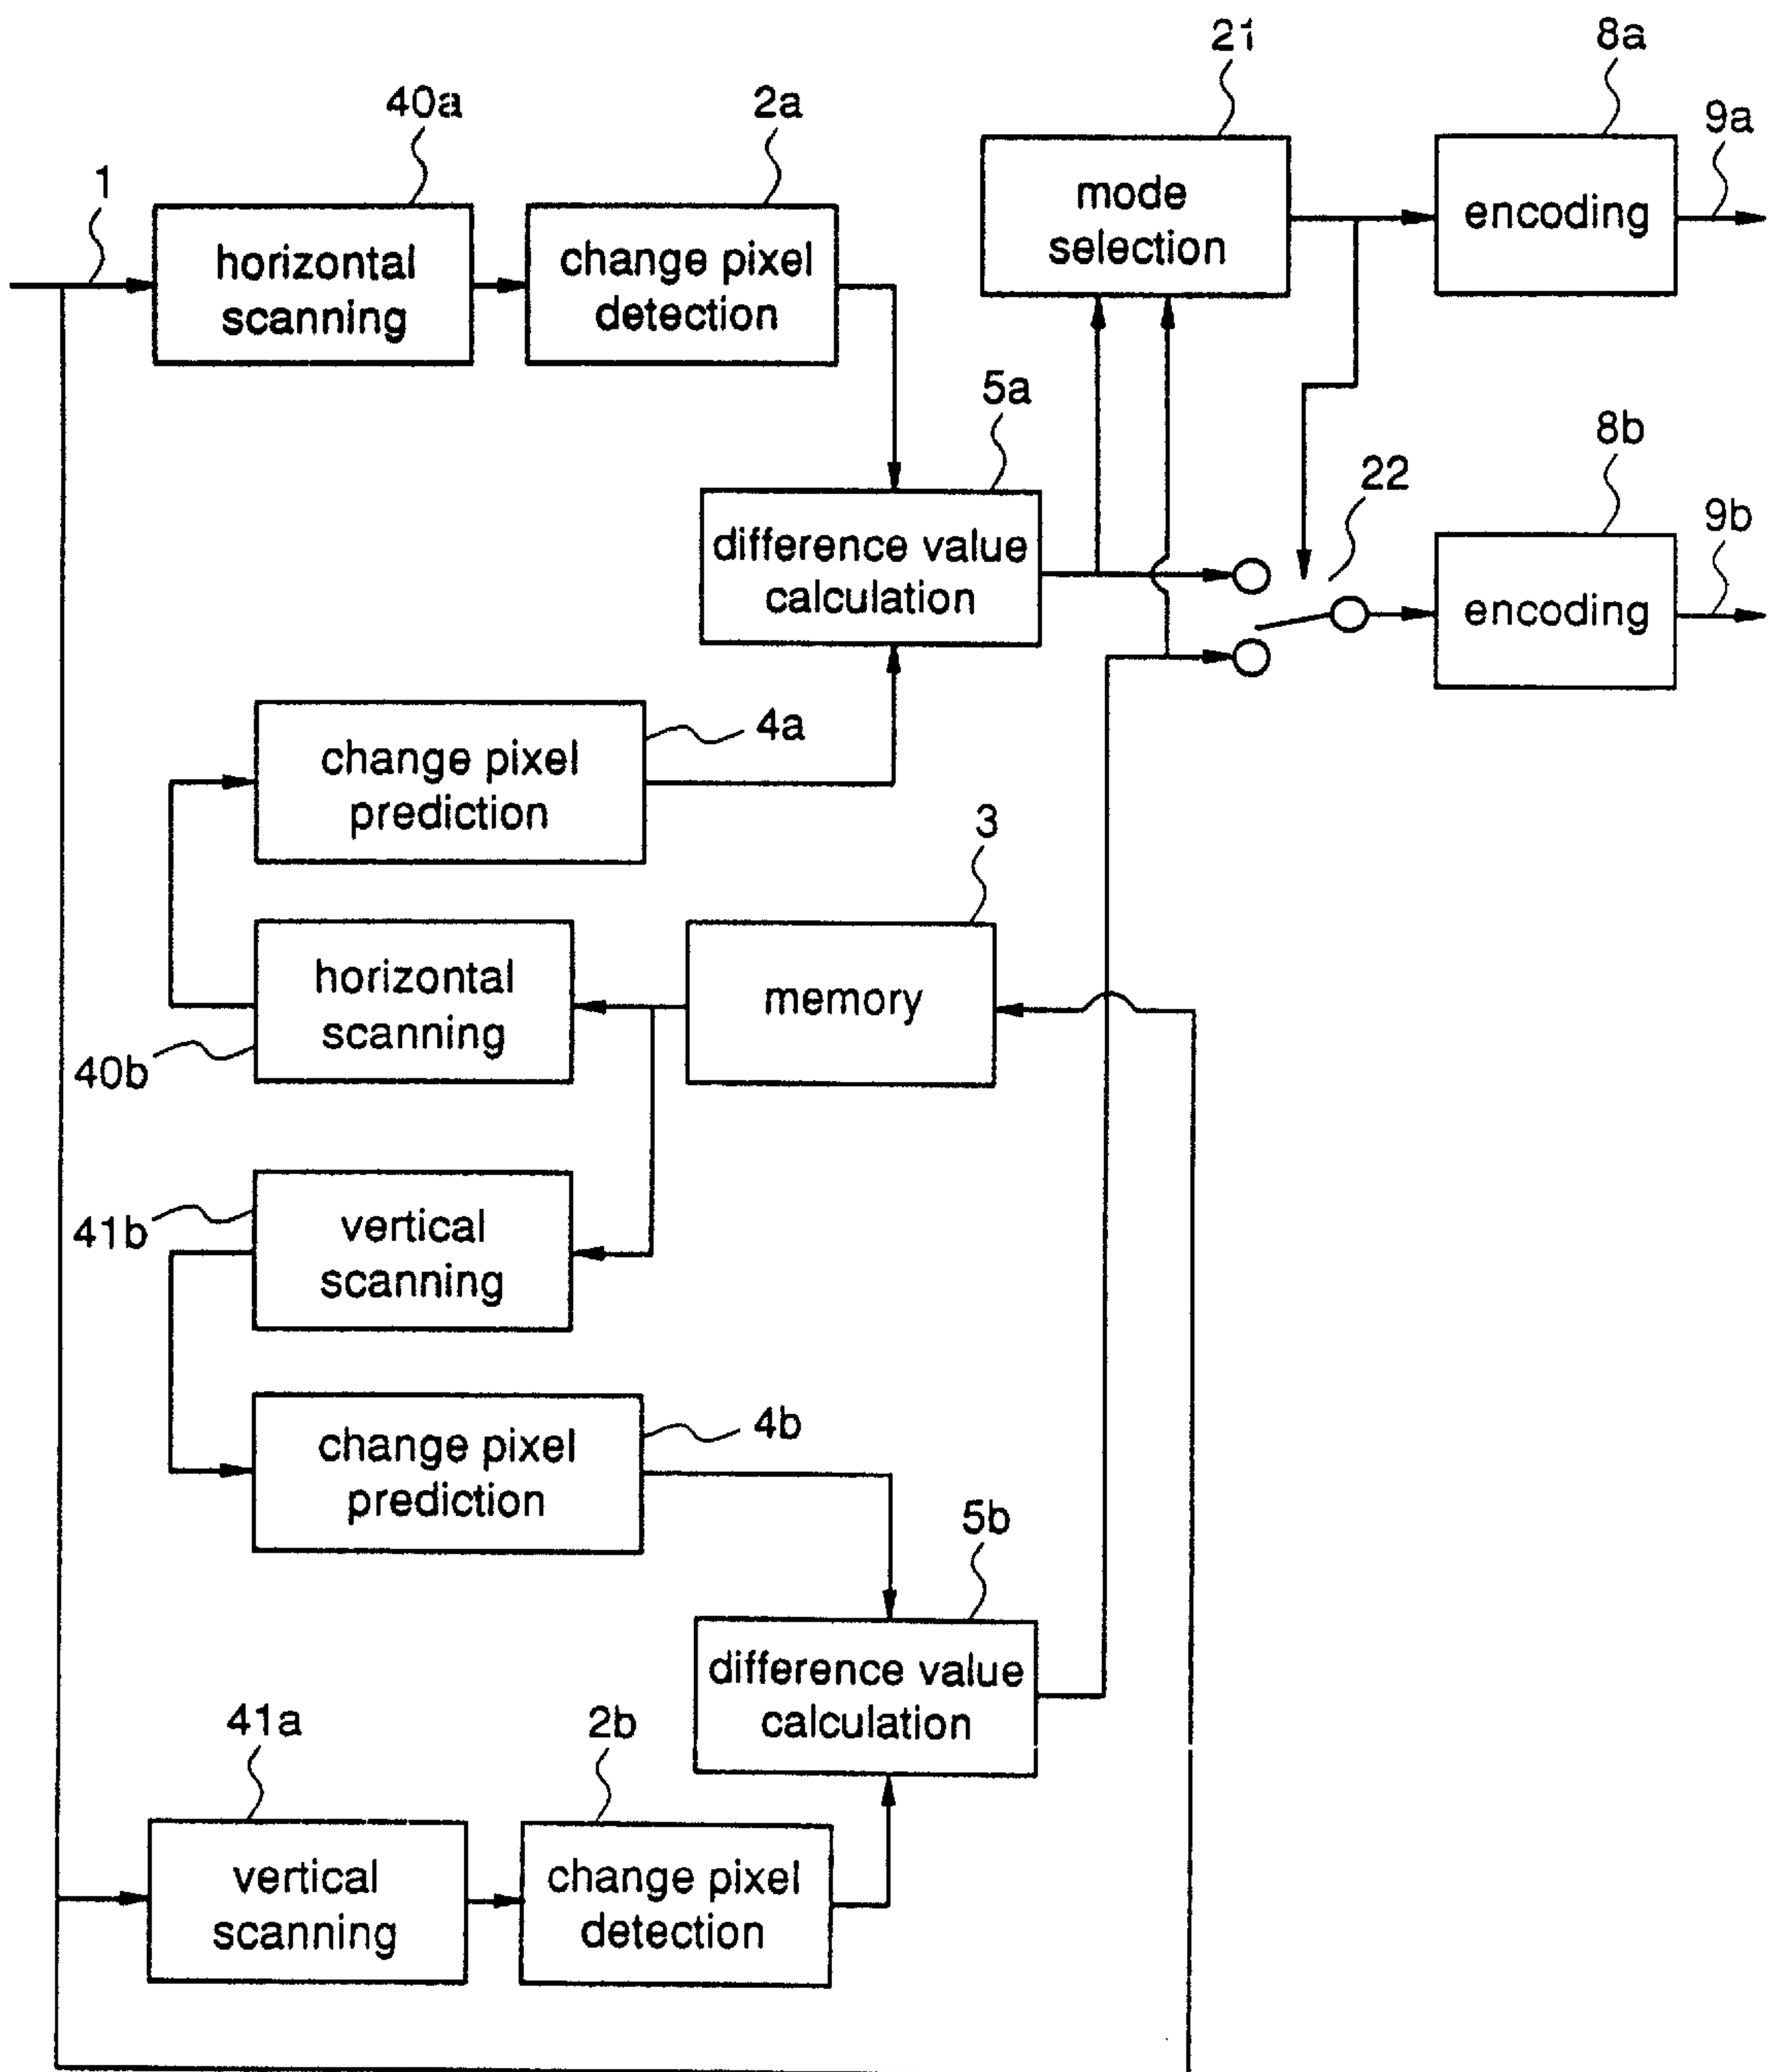 21
8a
40a
2a
9a
1
mode
selection
encoding
horizontal
scanning
change pixel
detection
5a
8b
22
9b
difference value
calculation
encoding
4a
change pixel
prediction
3
horizontal
scanning
memory
40b
41b
vertical
scanning
4b
change pixel
prediction
5b
difference value
calculation
41a
2b
vertical
scanning
change pixel
detection